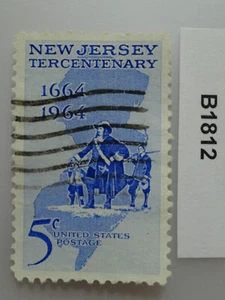 NEW JERSEY
TERCENTENARY
1664
1964
5c
UNITED STATES
POSTAGE
B1812